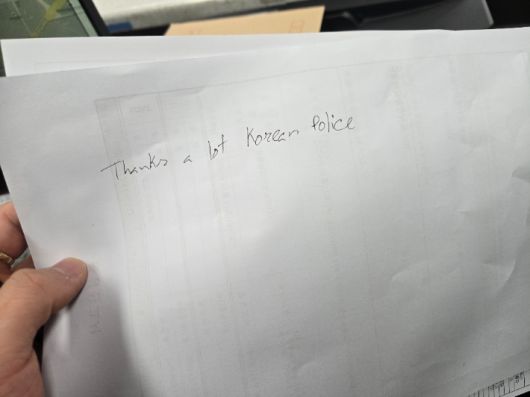 Thanks a lot Korean Police